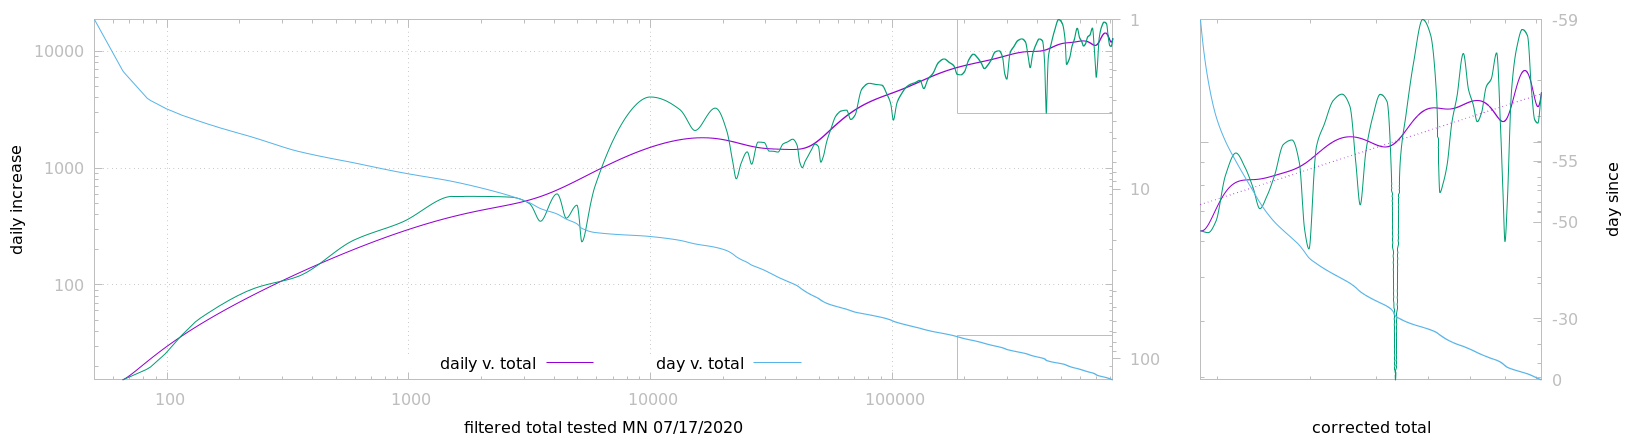 10000
1000
100
daily increase
daily v. total
day v. total
100
1000
10000
100000
filtered total tested MN 07/17/2020
1
10
100
-59
-55
-50
-30
0
day since
corrected total